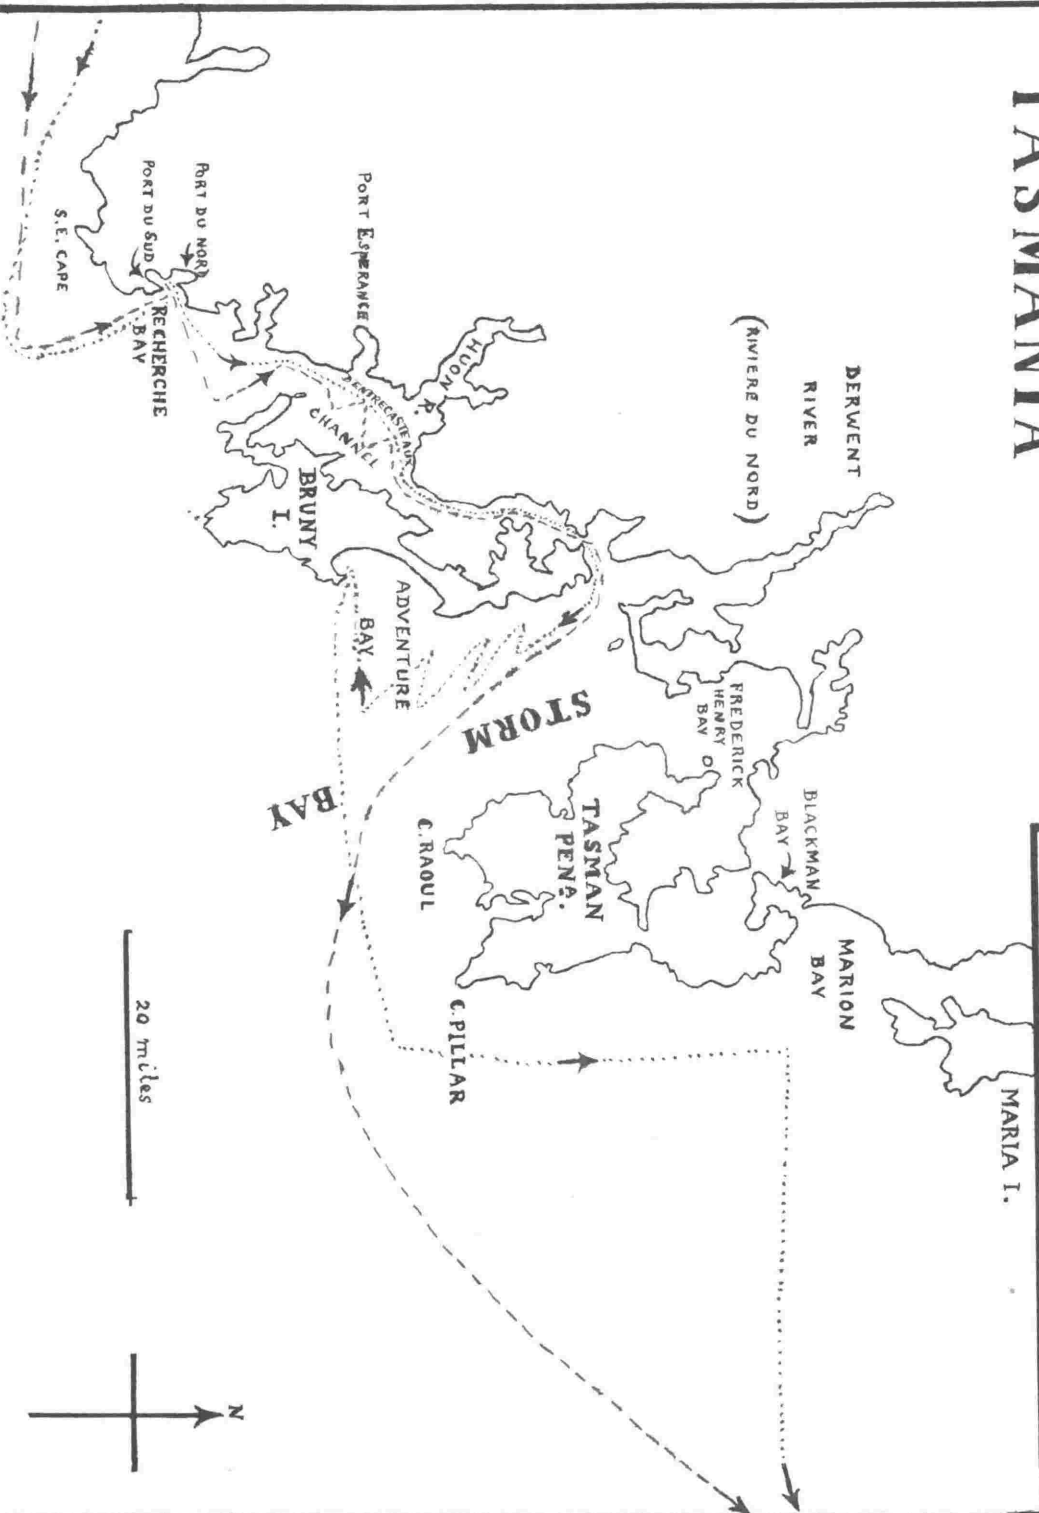 TASMANIA
DERWENT
RIVER
(RIVIERE DU NORD)
HUON R.
PORT ESPERANCE
PORT DU NORD
PORT DU SUD
S.E. CAPE
RECHERCHE
BAY
D'ENTRECASTEAUX
CHANNEL
BRUNY
I.
ADVENTURE
BAY
STORM
BAY
FREDERICK
HENRY
BAY
BLACKMAN
BAY
MARION
BAY
MARIA I.
TASMAN
PENA.
C. RAOUL
C. PILLAR
20 miles
N